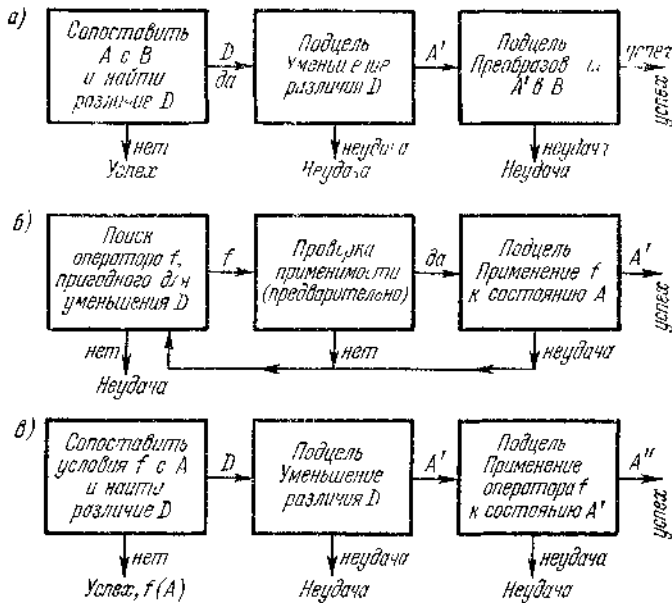 а)
Сопоставить
A с B
и найти
различие D
D
да
Подцель
различия D
A'
Подцель
A' в B
успех
успех
нет
Успех
неудача
Неудача
неудача
Неудача
б)
Поиск
оператора f,
пригодного для
уменьшения D
f
Проверка
применимости
(предварительно)
да
Подцель
Применение f
к состоянию A
A'
успех
нет
Неудача
нет
неудача
в)
Сопоставить
условия f с A
и найти
различие D
D
Подцель
Уменьшение
различия D
A'
Подцель
Применение
оператора f
к состоянию A'
A"
успех
нет
Успех, f(A)
неудача
Неудача
неудача
Неудача